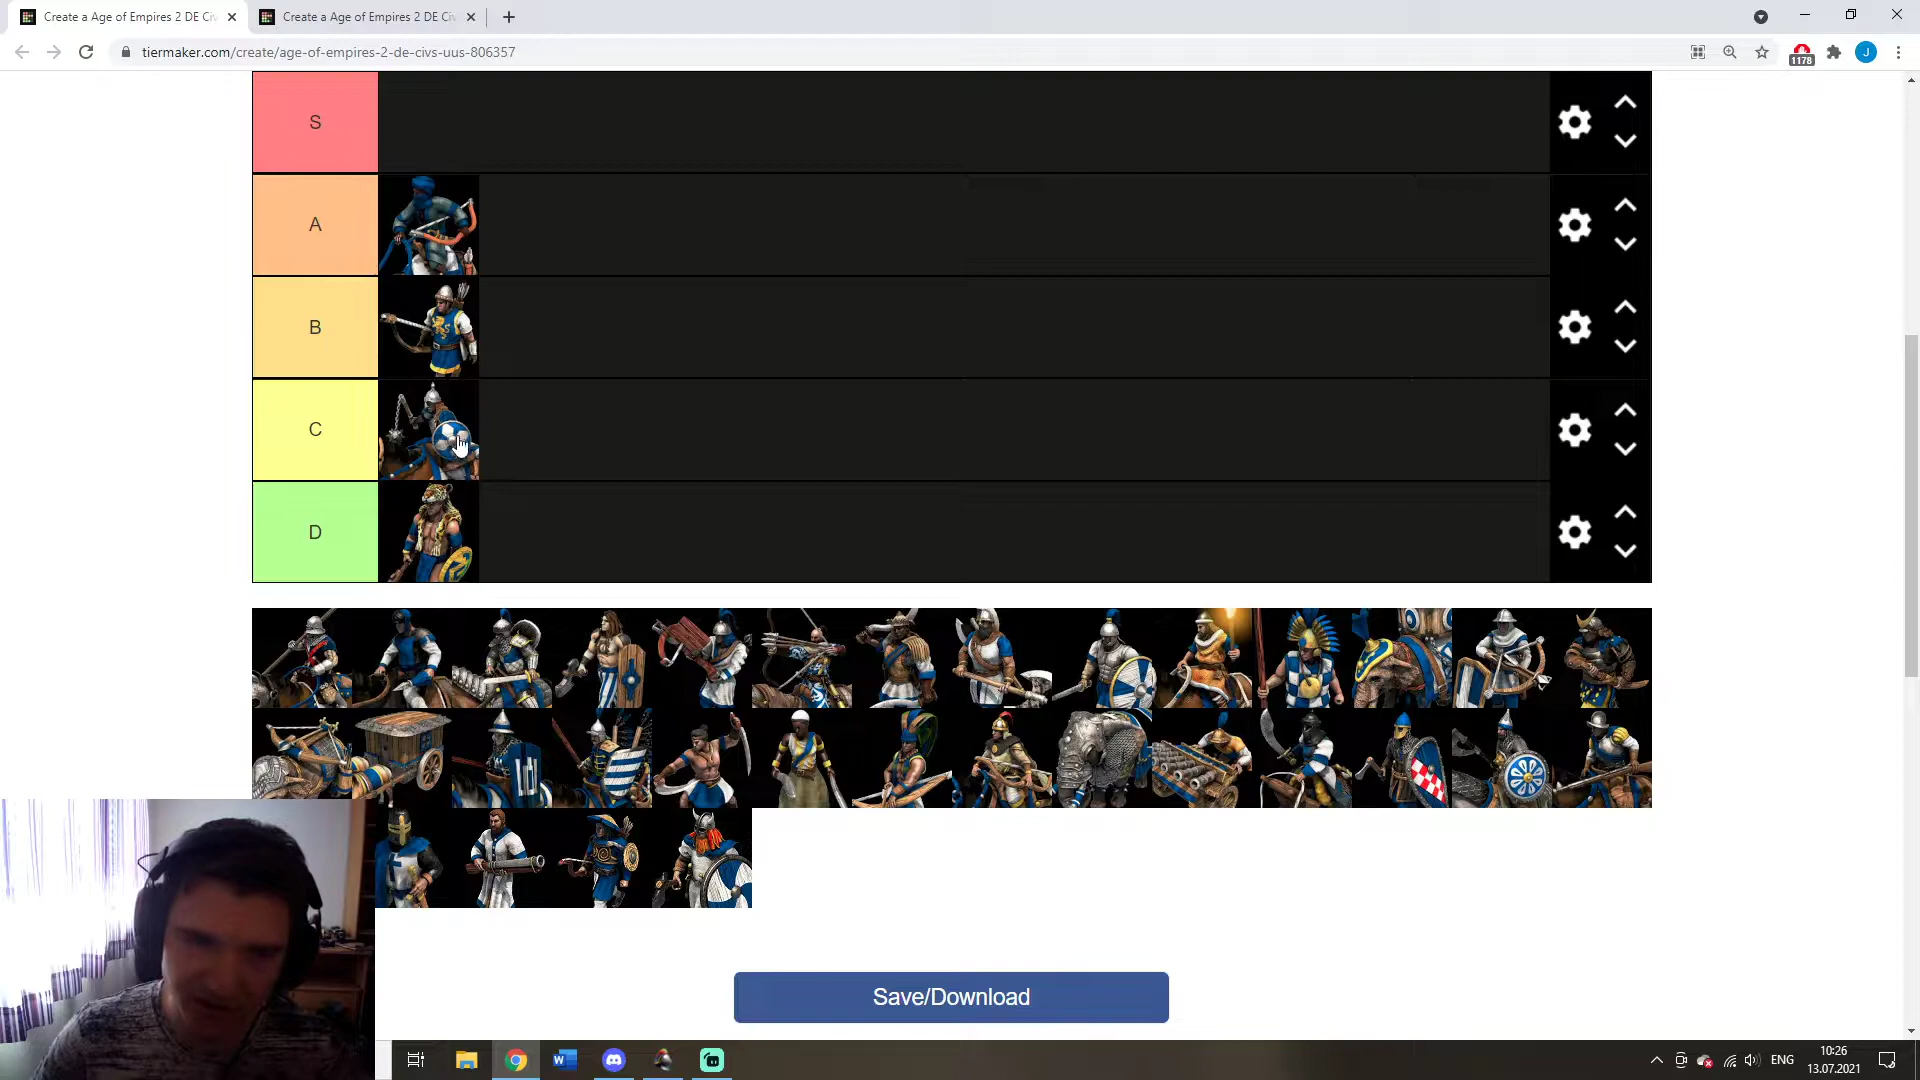 Create a Age of Empires 2 DE Civ
Create a Age of Empires 2 DE Civ
tiermaker.com/create/age-of-empires-2-de-civs-uus-806357
1178
J
S
A
B
C
D
Save/Download
ENG
10:26
13.07.2021